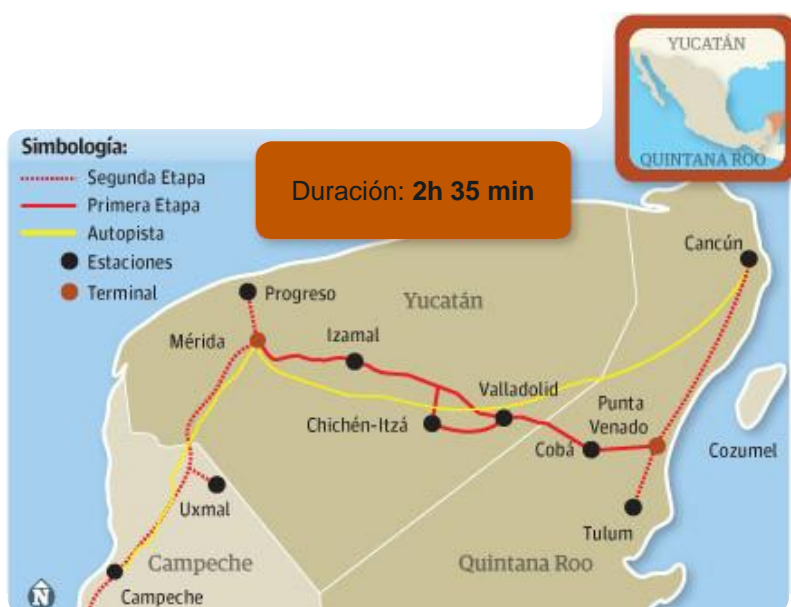 YUCATÁN
QUINTANA ROO
Simbología:
Segunda Etapa
Primera Etapa
Autopista
Estaciones
Terminal
Duración: 2h 35 min
Cancún
Progreso
Yucatán
Mérida
Izamal
Valladolid
Punta
Venado
Chichén-Itzá
Cobá
Cozumel
Uxmal
Tulum
Campeche
Quintana Roo
Campeche
N